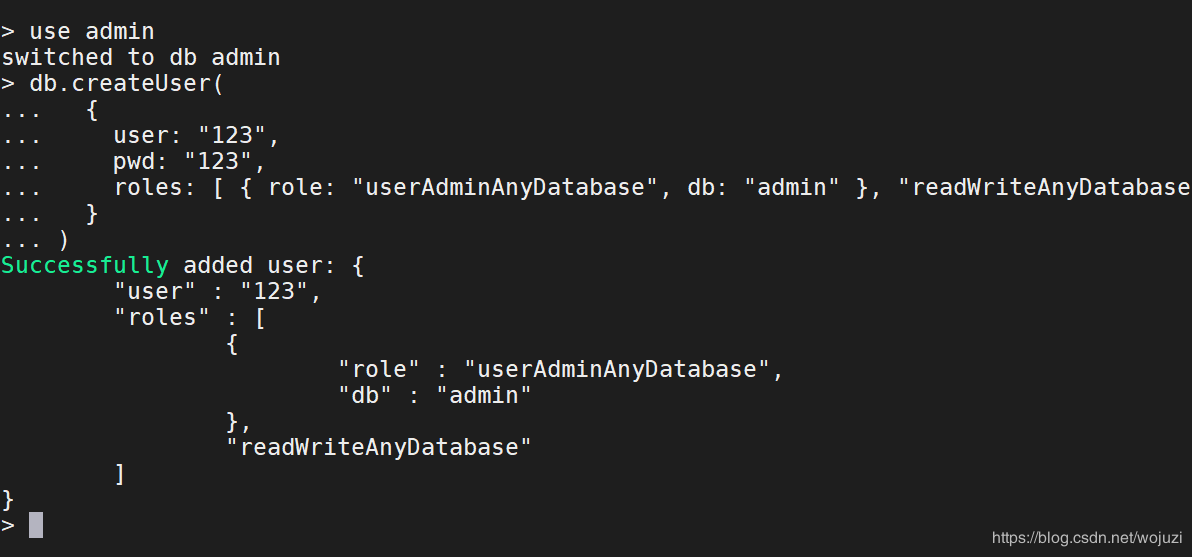 > use admin
switched to db admin
> db.createUser(
...   {
...     user: "123",
...     pwd: "123",
...     roles: [ { role: "userAdminAnyDatabase", db: "admin" }, "readWriteAnyDatabase
...   }
... )
Successfully added user: {
        "user" : "123",
        "roles" : [
                {
                        "role" : "userAdminAnyDatabase",
                        "db" : "admin"
                },
                "readWriteAnyDatabase"
        ]
}
>
https://blog.csdn.net/wojuzi